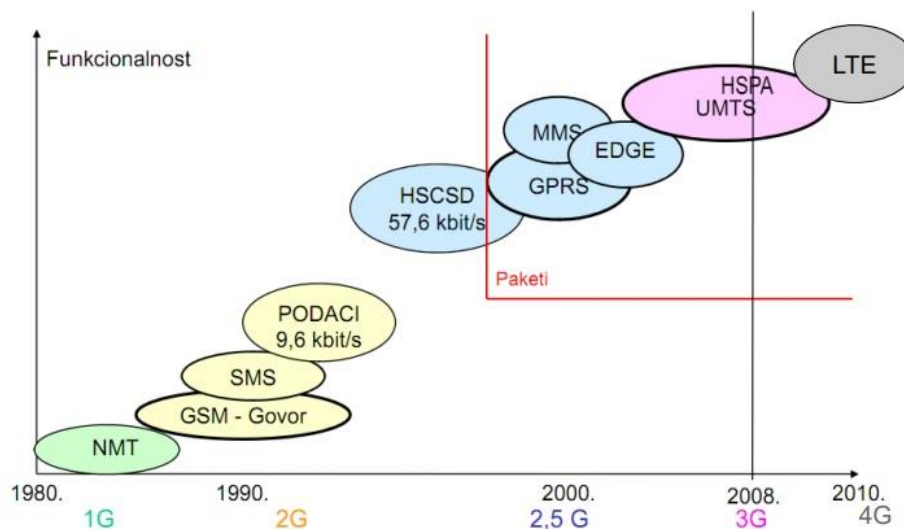 Funkcionalnost
LTE
HSPA
UMTS
MMS
EDGE
GPRS
HSCSD
57,6 kbit/s
Paketi
PODACI
9,6 kbit/s
SMS
GSM - Govor
NMT
1980. 1990. 2000. 2008. 2010.
1G 2G 2,5 G 3G 4G